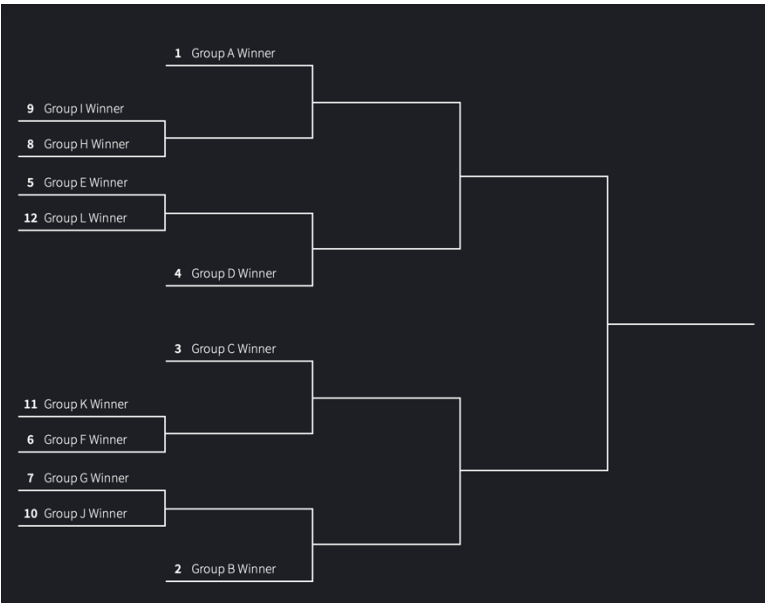 1 Group A Winner
9 Group I Winner
8 Group H Winner
5 Group E Winner
12 Group L Winner
4 Group D Winner
3 Group C Winner
11 Group K Winner
6 Group F Winner
7 Group G Winner
10 Group J Winner
2 Group B Winner